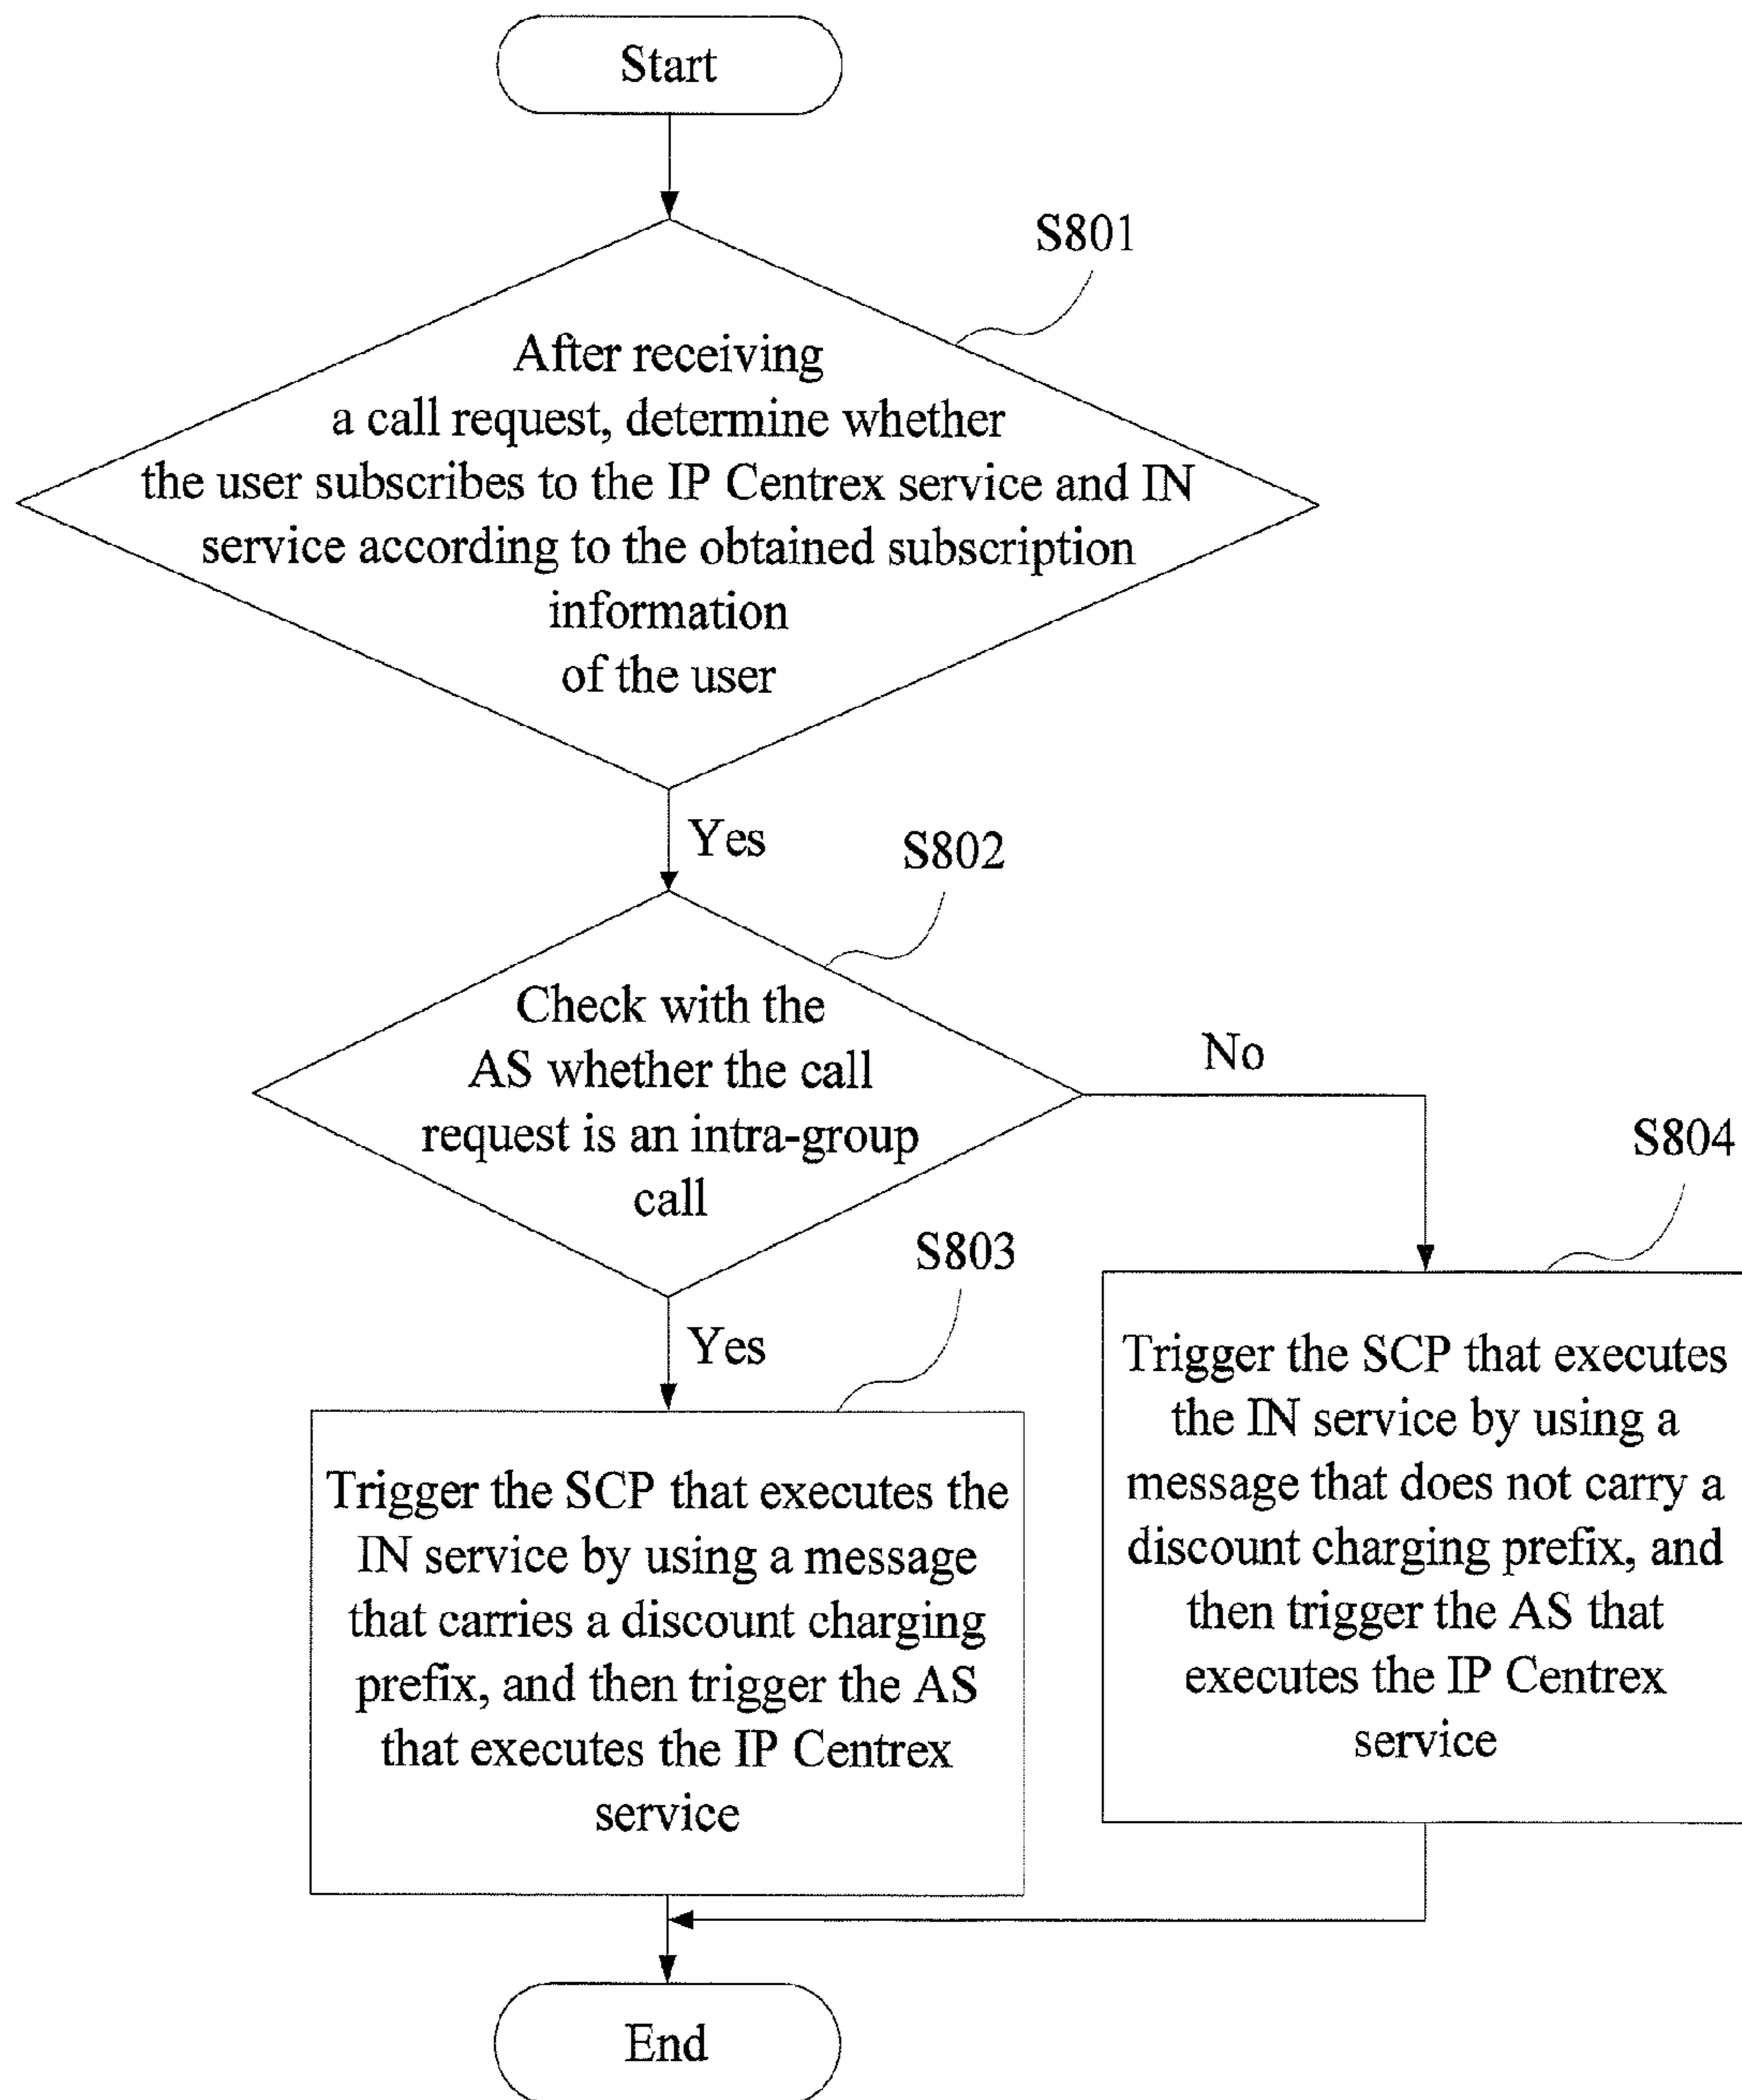 Start
S801
After receiving
a call request, determine whether
the user subscribes to the IP Centrex service and IN
service according to the obtained subscription
information
of the user
Yes
S802
Check with the
AS whether the call
request is an intra-group
call
No
S804
S803
Yes
Trigger the SCP that executes
the IN service by using a
message that does not carry a
discount charging prefix, and
then trigger the AS that
executes the IP Centrex
service
Trigger the SCP that executes the
IN service by using a message
that carries a discount charging
prefix, and then trigger the AS
that executes the IP Centrex
service
End